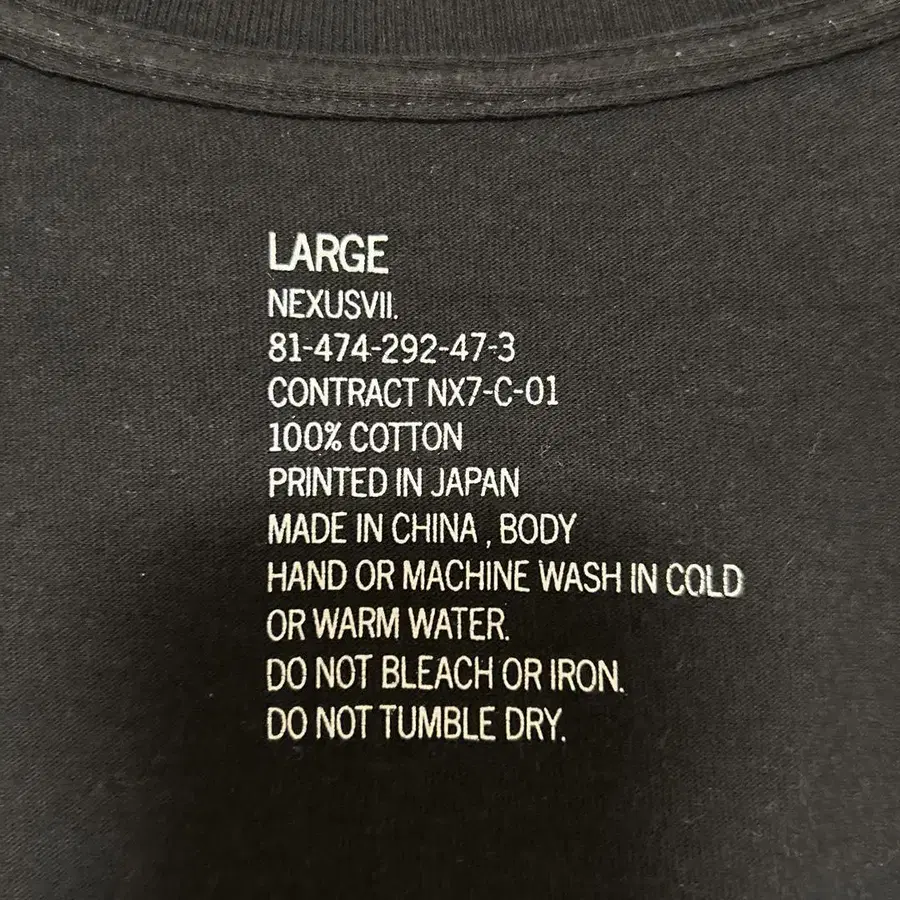 LARGE
NEXUSVII.
81-474-292-47-3
CONTRACT NX7-C-01
100% COTTON
PRINTED IN JAPAN
MADE IN CHINA , BODY
HAND OR MACHINE WASH IN COLD
OR WARM WATER.
DO NOT BLEACH OR IRON.
DO NOT TUMBLE DRY.